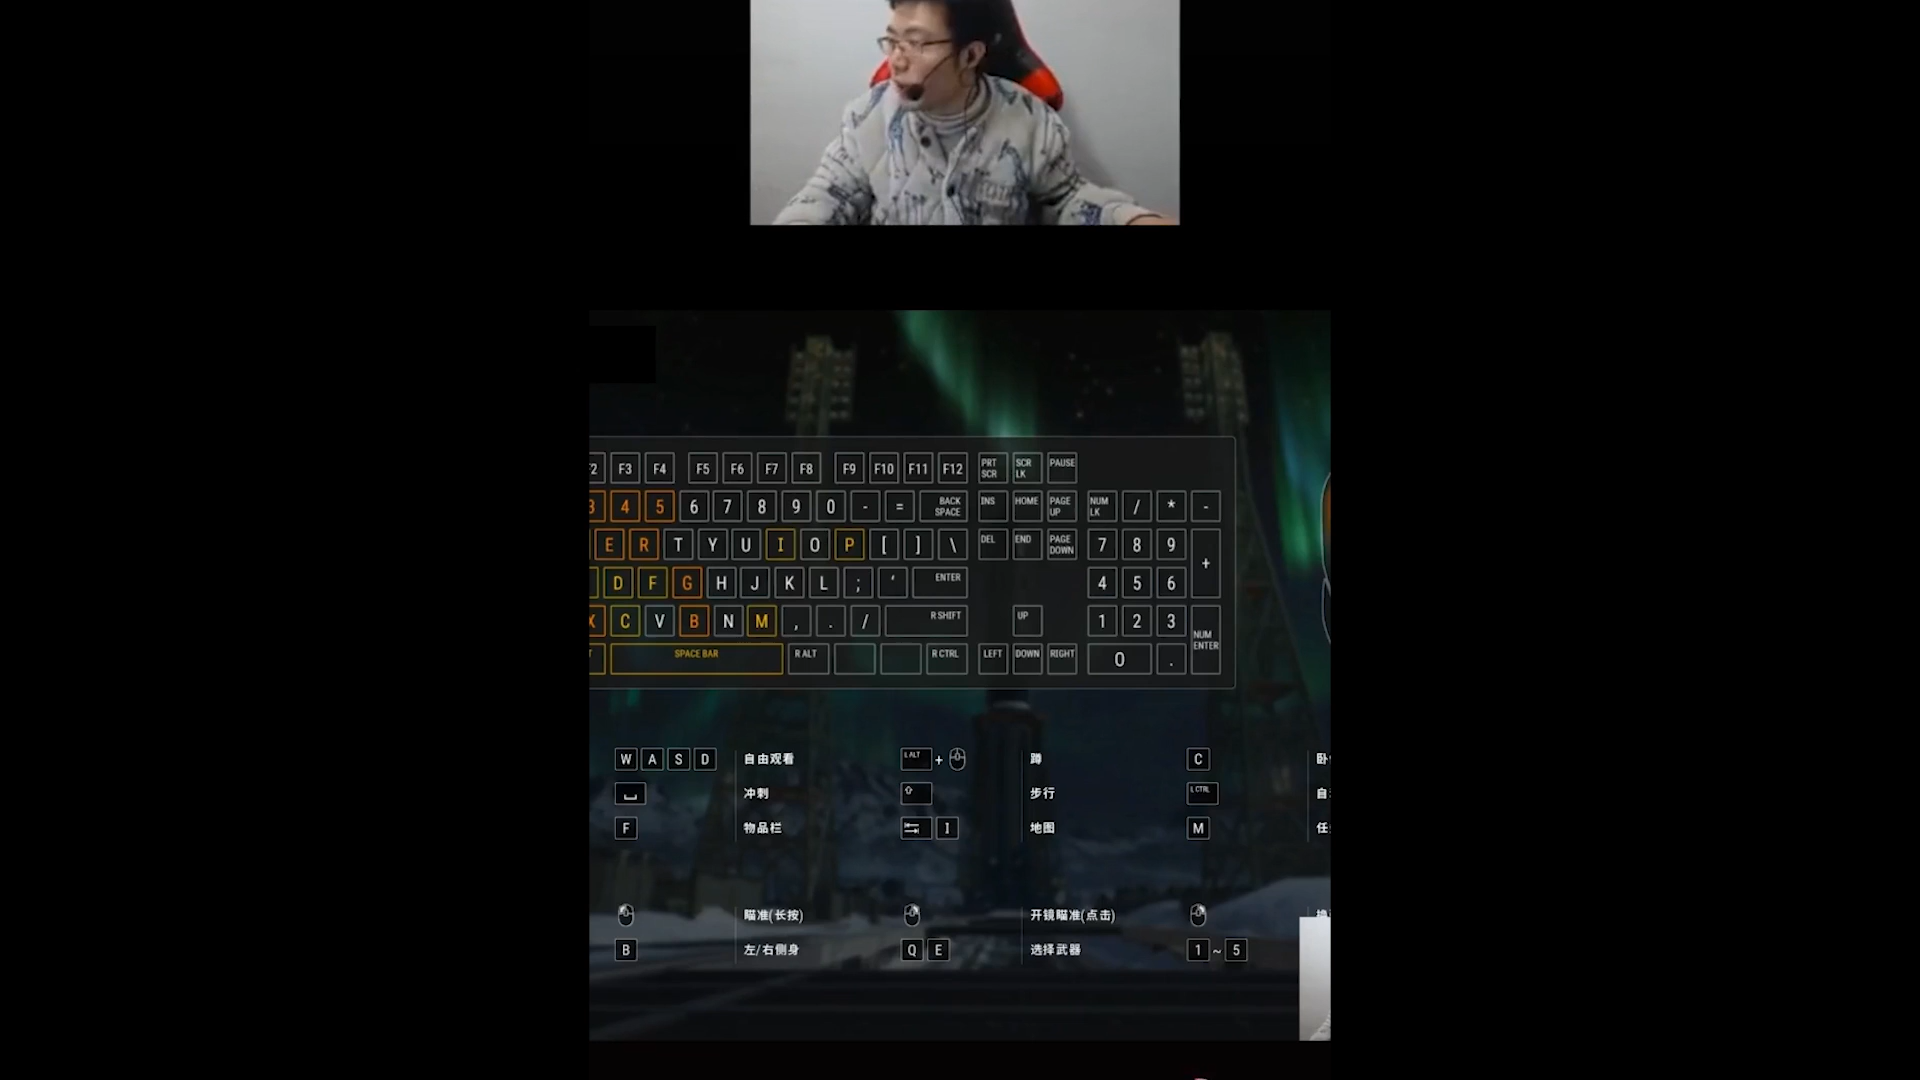 F3 F4 F5 F6 F7 F8 F9 F10 F11 F12 PRT SCR SCR LK PAUSE
4 5 6 7 8 9 0 - = BACK SPACE INS HOME PAGE UP NUM LK / * -
E R T Y U I O P [ ] \ DEL END PAGE DOWN 7 8 9 +
D F G H J K L ; ‘ ENTER 4 5 6
X C V B N M , . / R SHIFT UP 1 2 3 NUM ENTER
SPACE BAR R ALT R CTRL LEFT DOWN RIGHT 0 .
W A S D 自由观看 L ALT + 蹲 C
冲刺 步行 L CTRL
F 物品栏 I 地图 M
瞄准(长按) 开镜瞄准(点击)
B 左/右侧身 Q E 选择武器 1 ~ 5